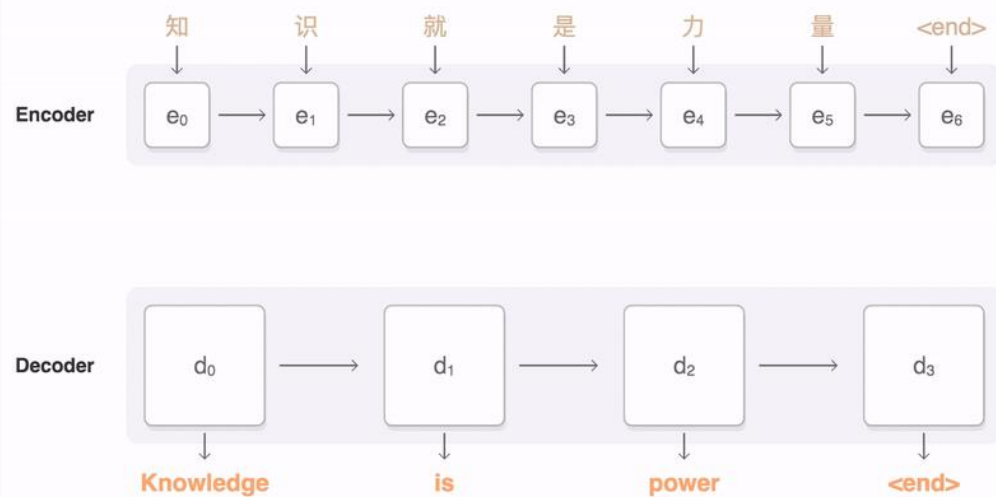 知 识 就 是 力 量 <end>
Encoder e₀ e₁ e₂ e₃ e₄ e₅ e₆
Decoder d₀ d₁ d₂ d₃
Knowledge is power <end>